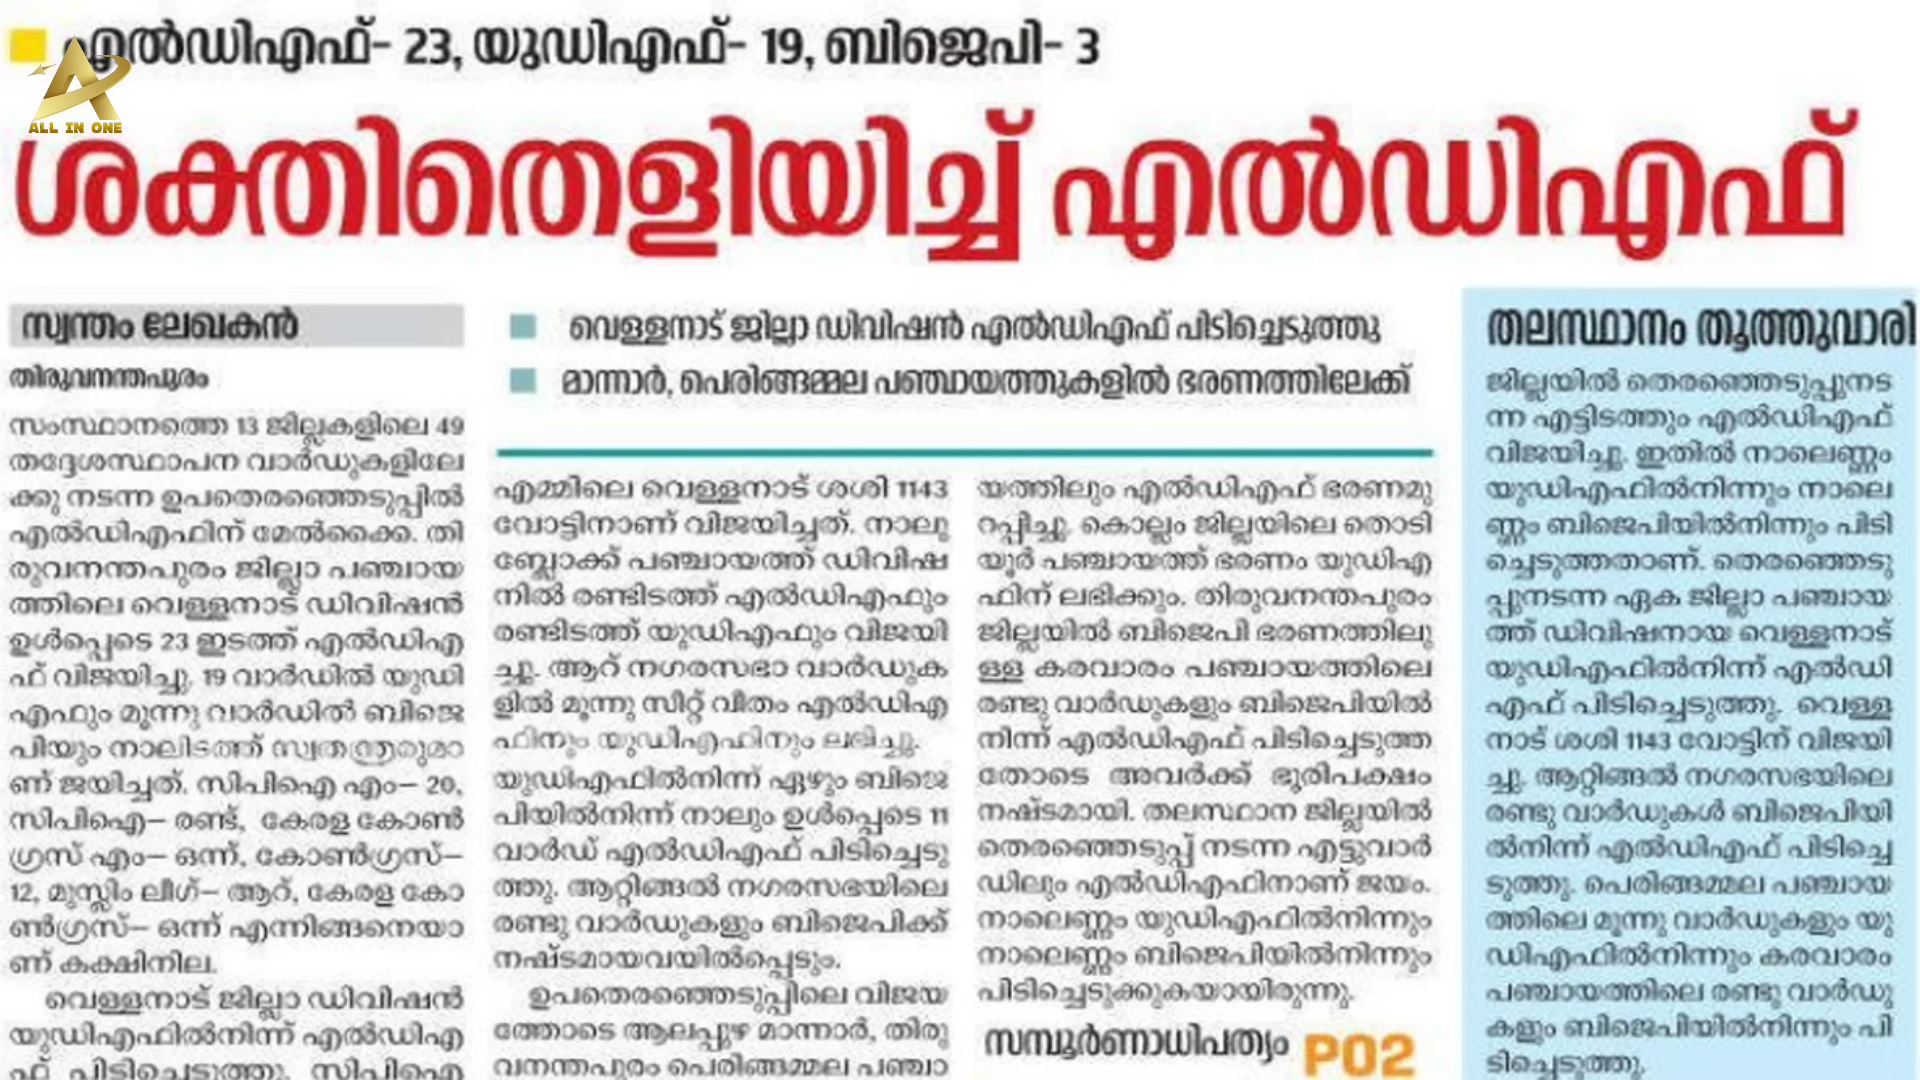 എൽഡിഎഫ്- 23, യുഡിഎഫ്- 19, ബിജെപി- 3
ALL IN ONE
ശക്തിതെളിയിച്ച് എൽഡിഎഫ്
സ്വന്തം ലേഖകൻ
തിരുവനന്തപുരം
സംസ്ഥാനത്തെ 13 ജില്ലകളിലെ 49
തദ്ദേശസ്ഥാപന വാർഡുകളിലേ
ക്കു നടന്ന ഉപതെരഞ്ഞെടുപ്പിൽ
എൽഡിഎഫിന് മേൽക്കൈ. തി
രുവനന്തപുരം ജില്ലാ പഞ്ചായ
ത്തിലെ വെള്ളനാട് ഡിവിഷൻ
ഉൾപ്പെടെ 23 ഇടത്ത് എൽഡിഎ
ഫ് വിജയിച്ചു. 19 വാർഡിൽ യുഡി
എഫും മൂന്നു വാർഡിൽ ബിജെ
പിയും നാലിടത്ത് സ്വതന്ത്രരുമാ
ണ് ജയിച്ചത്. സിപിഐ എം– 20,
സിപിഐ– രണ്ട്, കേരള കോൺ
ഗ്രസ് എം– ഒന്ന്, കോൺഗ്രസ്–
12, മുസ്ലിം ലീഗ്– ആറ്, കേരള കോ
ൺഗ്രസ്– ഒന്ന് എന്നിങ്ങനെയാ
ണ് കക്ഷിനില.
വെള്ളനാട് ജില്ലാ ഡിവിഷൻ
യുഡിഎഫിൽനിന്ന് എൽഡിഎ
ഫ് പിടിച്ചെടുത്തു. സിപിഐ
വെള്ളനാട് ജില്ലാ ഡിവിഷൻ എൽഡിഎഫ് പിടിച്ചെടുത്തു
മാന്നാർ, പെരിങ്ങമ്മല പഞ്ചായത്തുകളിൽ ഭരണത്തിലേക്ക്
എമ്മിലെ വെള്ളനാട് ശശി 1143
വോട്ടിനാണ് വിജയിച്ചത്. നാലു
ബ്ലോക്ക് പഞ്ചായത്ത് ഡിവിഷ
നിൽ രണ്ടിടത്ത് എൽഡിഎഫും
രണ്ടിടത്ത് യുഡിഎഫും വിജയി
ച്ചു. ആറ് നഗരസഭാ വാർഡുക
ളിൽ മൂന്നു സീറ്റ് വീതം എൽഡിഎ
ഫിനും യുഡിഎഫിനും ലഭിച്ചു.
യുഡിഎഫിൽനിന്ന് ഏഴും ബിജെ
പിയിൽനിന്ന് നാലും ഉൾപ്പെടെ 11
വാർഡ് എൽഡിഎഫ് പിടിച്ചെടു
ത്തു. ആറ്റിങ്ങൽ നഗരസഭയിലെ
രണ്ടു വാർഡുകളും ബിജെപിക്ക്
നഷ്ടമായവയിൽപ്പെടും.
ഉപതെരഞ്ഞെടുപ്പിലെ വിജയ
ത്തോടെ ആലപ്പുഴ മാന്നാർ, തിരു
വനന്തപുരം പെരിങ്ങമ്മല പഞ്ചാ
യത്തിലും എൽഡിഎഫ് ഭരണമു
റപ്പിച്ചു. കൊല്ലം ജില്ലയിലെ തൊടി
യൂർ പഞ്ചായത്ത് ഭരണം യുഡിഎ
ഫിന് ലഭിക്കും. തിരുവനന്തപുരം
ജില്ലയിൽ ബിജെപി ഭരണത്തിലു
ള്ള കരവാരം പഞ്ചായത്തിലെ
രണ്ടു വാർഡുകളും ബിജെപിയിൽ
നിന്ന് എൽഡിഎഫ് പിടിച്ചെടുത്ത
തോടെ അവർക്ക് ഭൂരിപക്ഷം
നഷ്ടമായി. തലസ്ഥാന ജില്ലയിൽ
തെരഞ്ഞെടുപ്പ് നടന്ന എട്ടുവാർ
ഡിലും എൽഡിഎഫിനാണ് ജയം.
നാലെണ്ണം യുഡിഎഫിൽനിന്നും
നാലെണ്ണം ബിജെപിയിൽനിന്നും
പിടിച്ചെടുക്കുകയായിരുന്നു.
സമ്പൂർണാധിപത്യം P02
തലസ്ഥാനം തൂത്തുവാരി
ജില്ലയിൽ തെരഞ്ഞെടുപ്പുനട
ന്ന എട്ടിടത്തും എൽഡിഎഫ്
വിജയിച്ചു. ഇതിൽ നാലെണ്ണം
യുഡിഎഫിൽനിന്നും നാലെ
ണ്ണം ബിജെപിയിൽനിന്നും പിടി
ച്ചെടുത്തതാണ്. തെരഞ്ഞെടു
പ്പുനടന്ന ഏക ജില്ലാ പഞ്ചായ
ത്ത് ഡിവിഷനായ വെള്ളനാട്
യുഡിഎഫിൽനിന്ന് എൽഡി
എഫ് പിടിച്ചെടുത്തു. വെള്ള
നാട് ശശി 1143 വോട്ടിന് വിജയി
ച്ചു. ആറ്റിങ്ങൽ നഗരസഭയിലെ
രണ്ടു വാർഡുകൾ ബിജെപിയി
ൽനിന്ന് എൽഡിഎഫ് പിടിച്ചെ
ടുത്തു. പെരിങ്ങമ്മല പഞ്ചായ
ത്തിലെ മൂന്നു വാർഡുകളും യു
ഡിഎഫിൽനിന്നും കരവാരം
പഞ്ചായത്തിലെ രണ്ടു വാർഡു
കളും ബിജെപിയിൽനിന്നും പി
ടിച്ചെടുത്തു.